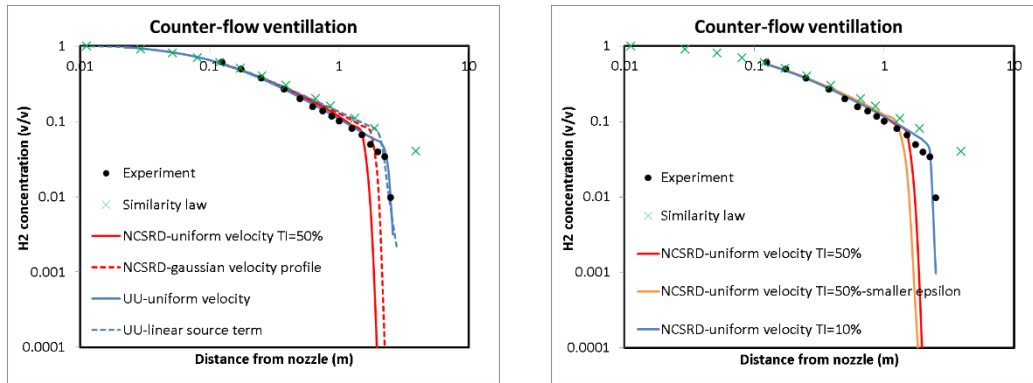 Counter-flow ventillation
1
0.01
0.1
1
10
0.1
0.01
0.001
0.0001
H2 concentration (v/v)
Experiment
Similarity law
NCSRD-uniform velocity TI=50%
NCSRD-gaussian velocity profile
UU-uniform velocity
UU-linear source term
Distance from nozzle (m)
Counter-flow ventillation
1
0.01
0.1
1
10
0.1
0.01
0.001
0.0001
H2 concentration (v/v)
Experiment
Similarity law
NCSRD-uniform velocity TI=50%
NCSRD-uniform velocity TI=50%-smaller epsilon
NCSRD-uniform velocity TI=10%
Distance from nozzle (m)